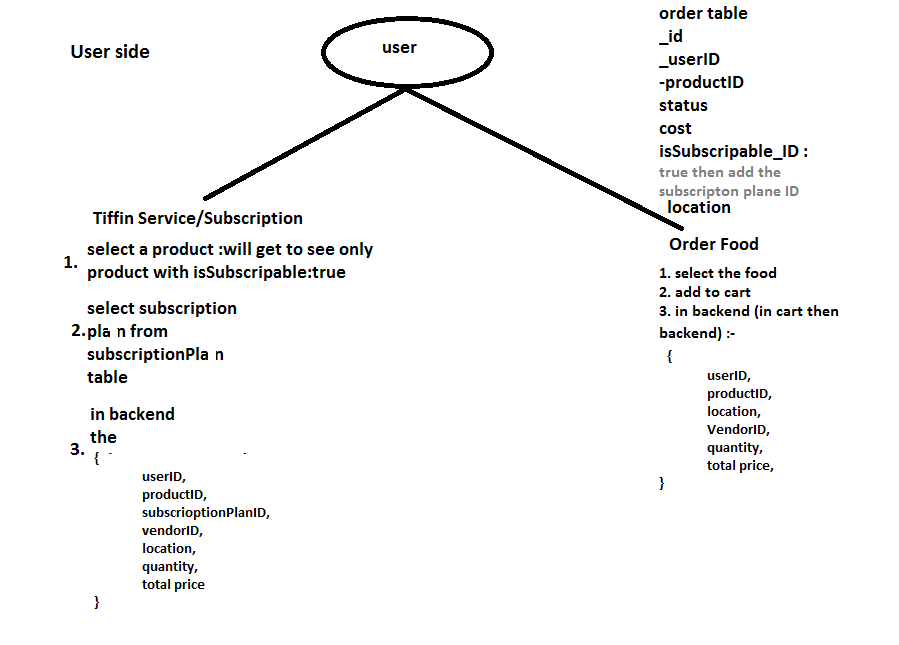 User side
user
order table
_id
_userID
-productID
status
cost
isSubscripable_ID :
true then add the
subscripton plane ID
location
Tiffin Service/Subscription
1. select a product :will get to see only
product with isSubscripable:true
select subscription
2. plan from
subscriptionPlan
table
in backend
the
3.
{
userID,
productID,
subscrioptionPlanID,
vendorID,
location,
quantity,
total price
}
Order Food
1. select the food
2. add to cart
3. in backend (in cart then
backend) :-
{
userID,
productID,
location,
VendorID,
quantity,
total price,
}